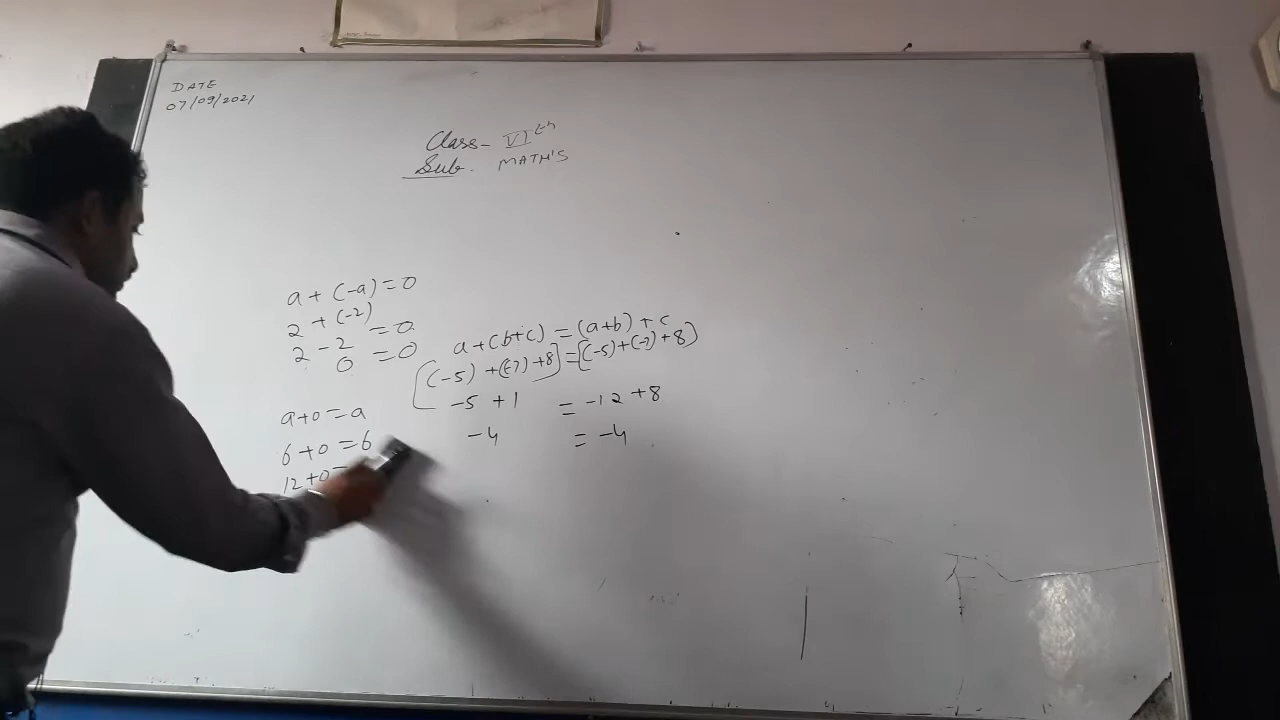 DATE
07/09/2021
Class- VIth
Sub. MATH'S
a + (-a) = 0
2 + (-2)
2 - 2 = 0
0 = 0
a+0 = a
6+0 = 6
12+0 =
a+(b+c) = (a+b)+c
[(-5) +(-7)+8] = [(-5)+(-7)+8)
-5 + 1 = -12 +8
-4 = -4